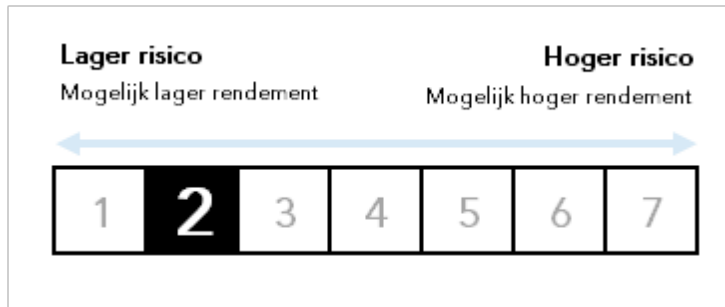 Lager risico
Hoger risico
Mogelijk lager rendement
Mogelijk hoger rendement
1 2 3 4 5 6 7